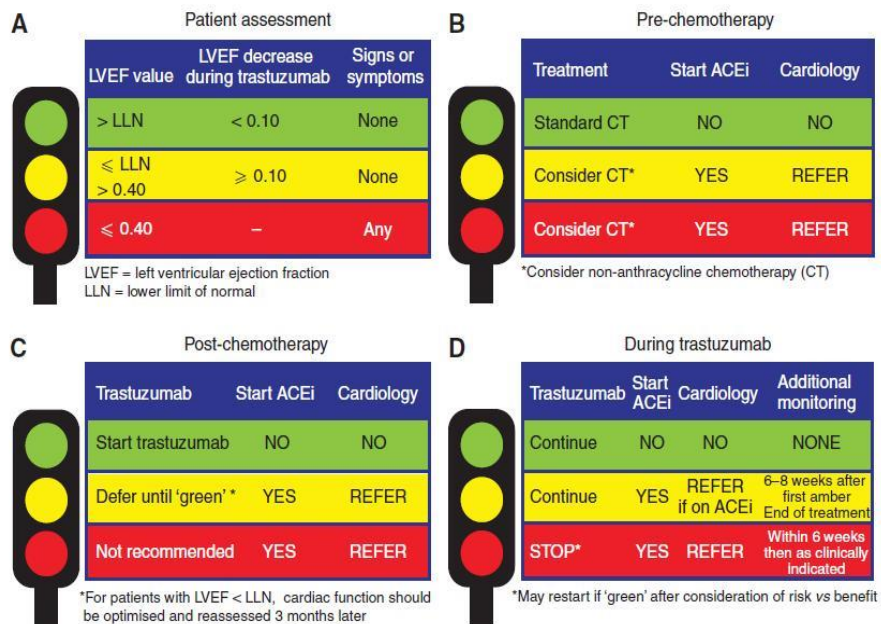 A Patient assessment
LVEF value LVEF decrease during trastuzumab Signs or symptoms
> LLN < 0.10 None
⩽ LLN > 0.40 ⩾ 0.10 None
⩽ 0.40 – Any
LVEF = left ventricular ejection fraction
LLN = lower limit of normal
B Pre-chemotherapy
Treatment Start ACEi Cardiology
Standard CT NO NO
Consider CT* YES REFER
Consider CT* YES REFER
*Consider non-anthracycline chemotherapy (CT)
C Post-chemotherapy
Trastuzumab Start ACEi Cardiology
Start trastuzumab NO NO
Defer until ‘green’ * YES REFER
Not recommended YES REFER
*For patients with LVEF < LLN, cardiac function should
be optimised and reassessed 3 months later
D During trastuzumab
Trastuzumab Start ACEi Cardiology Additional monitoring
Continue NO NO NONE
Continue YES REFER if on ACEi 6–8 weeks after first amber End of treatment
STOP* YES REFER Within 6 weeks then as clinically indicated
*May restart if ‘green’ after consideration of risk vs benefit